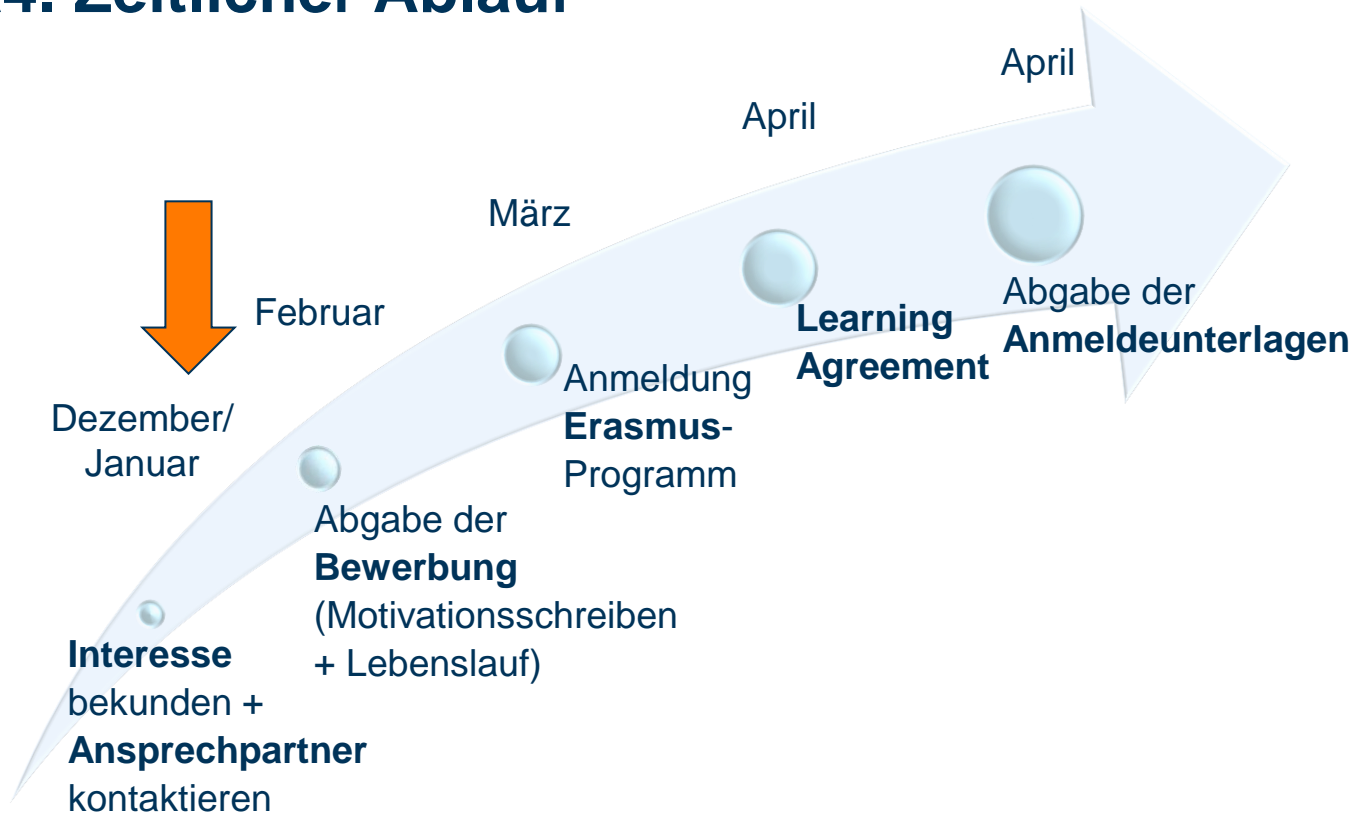 4. Zeitlicher Ablauf
Dezember/
Januar
Interesse
bekunden +
Ansprechpartner
kontaktieren
Februar
Abgabe der
Bewerbung
(Motivationsschreiben
+ Lebenslauf)
März
Anmeldung
Erasmus-
Programm
April
Learning
Agreement
April
Abgabe der
Anmeldeunterlagen